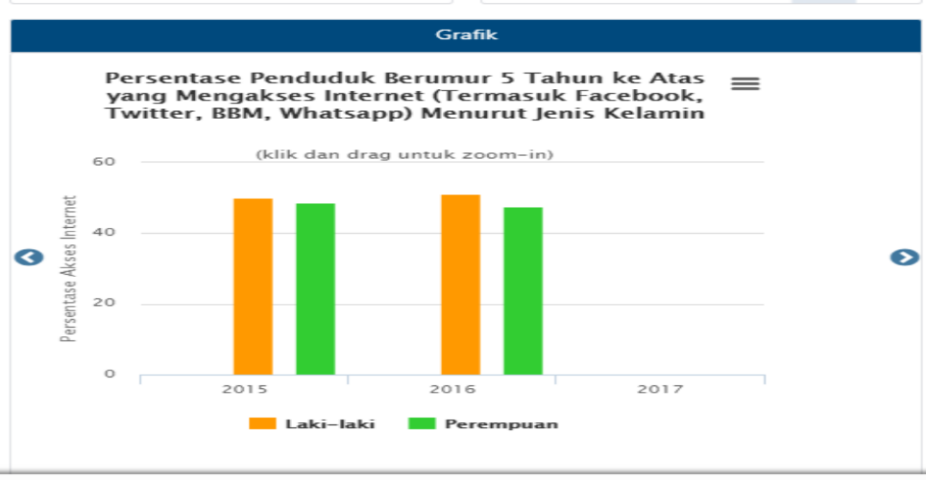 Grafik
Persentase Penduduk Berumur 5 Tahun ke Atas
yang Mengakses Internet (Termasuk Facebook,
Twitter, BBM, Whatsapp) Menurut Jenis Kelamin
(klik dan drag untuk zoom-in)
Persentase Akses Internet
60
40
20
0
2015 2016 2017
Laki-laki Perempuan